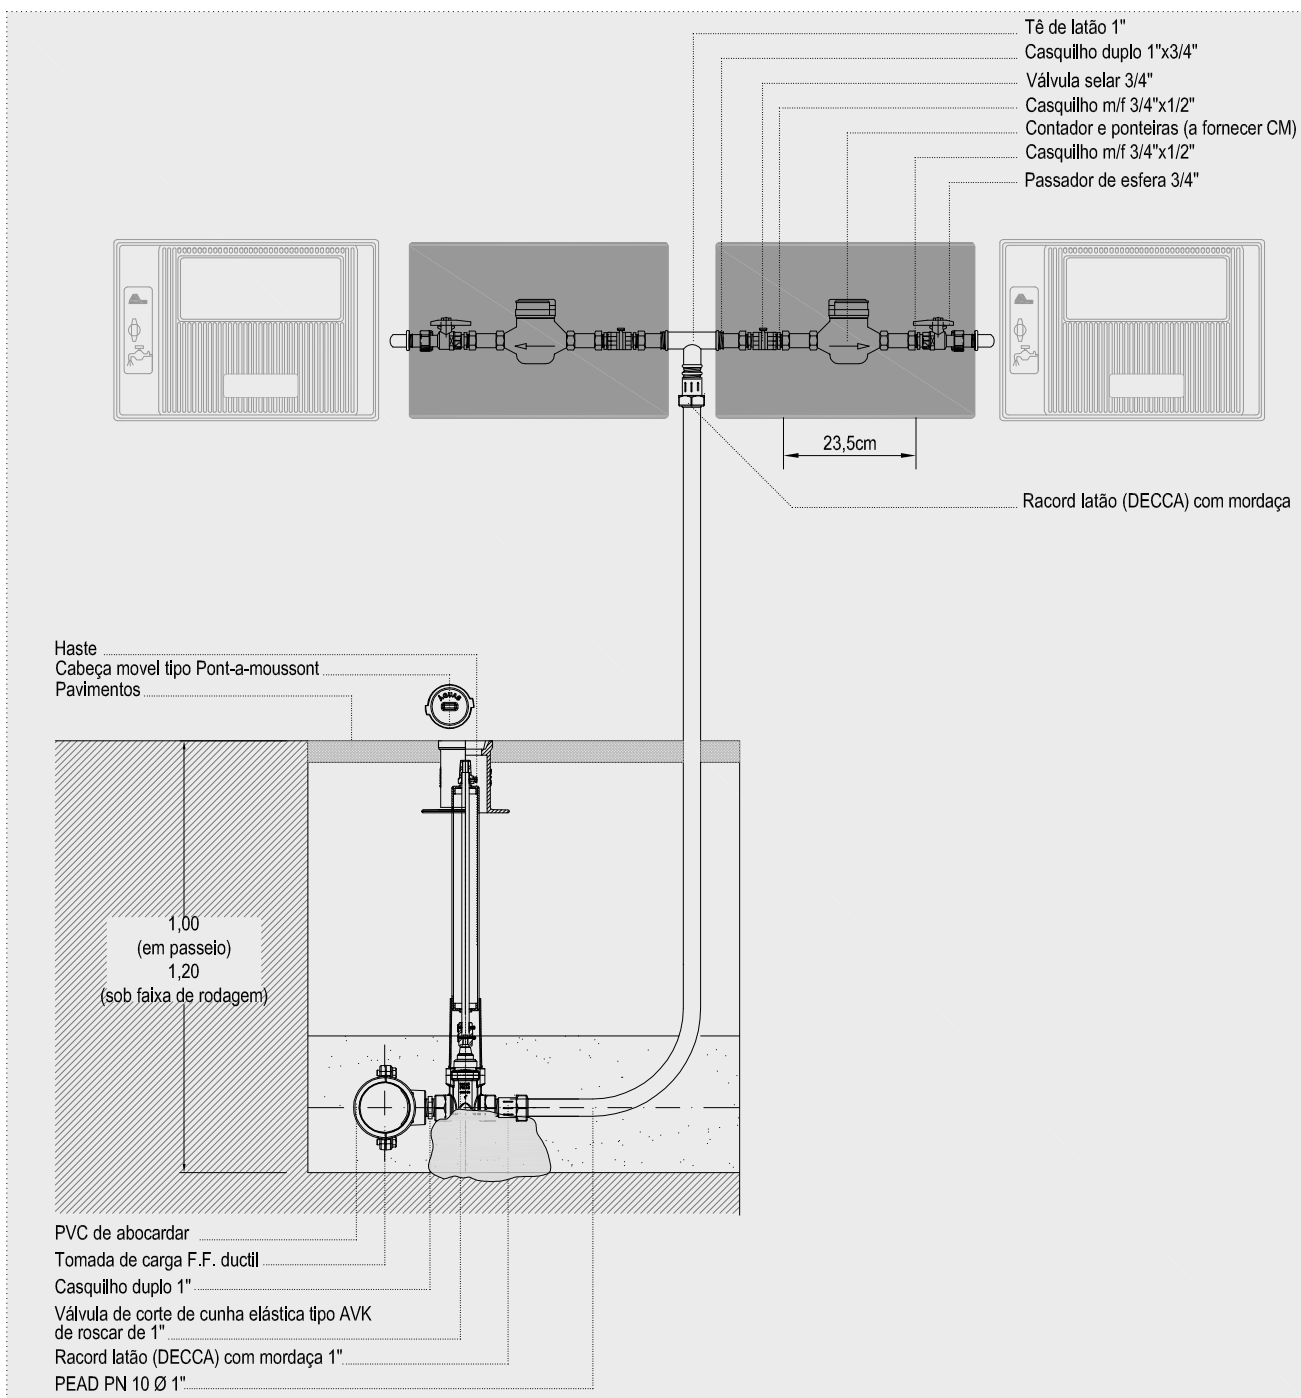 Tê de latão 1"
Casquilho duplo 1"x3/4"
Válvula selar 3/4"
Casquilho m/f 3/4"x1/2"
Contador e ponteiras (a fornecer CM)
Casquilho m/f 3/4"x1/2"
Passador de esfera 3/4"
23,5cm
Racord latão (DECCA) com mordaça
Haste
Cabeça movel tipo Pont-a-moussont
Pavimentos
AGUAS
1,00
(em passeio)
1,20
(sob faixa de rodagem)
PVC de abocardar
Tomada de carga F.F. ductil
Casquilho duplo 1"
Válvula de corte de cunha elástica tipo AVK
de roscar de 1"
Racord latão (DECCA) com mordaça 1"
PEAD PN 10 Ø 1"